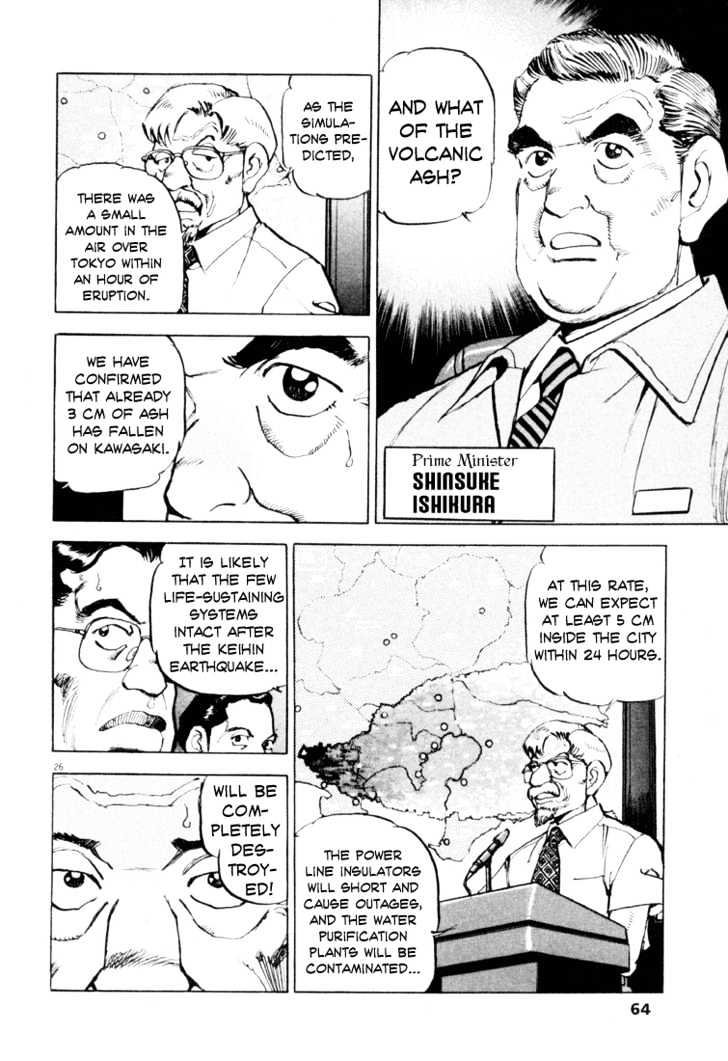 AND WHAT
OF THE
VOLCANIC
ASH?
Prime Minister
SHINSUKE
ISHIKURA
AS THE
SIMULA-
TIONS PRE-
DICTED,
THERE WAS
A SMALL
AMOUNT IN THE
AIR OVER
TOKYO WITHIN
AN HOUR OF
ERUPTION.
WE HAVE
CONFIRMED
THAT ALREADY
3 CM OF ASH
HAS FALLEN
ON KAWASAKI.
AT THIS RATE,
WE CAN EXPECT
AT LEAST 5 CM
INSIDE THE CITY
WITHIN 24 HOURS.
THE POWER
LINE INSULATORS
WILL SHORT AND
CAUSE OUTAGES,
AND THE WATER
PURIFICATION
PLANTS WILL BE
CONTAMINATED...
IT IS LIKELY
THAT THE FEW
LIFE-SUSTAINING
SYSTEMS
INTACT AFTER
THE KEIHIN
EARTHQUAKE...
26
WILL BE
COM-
PLETELY
DES-
TROY-
ED!
64